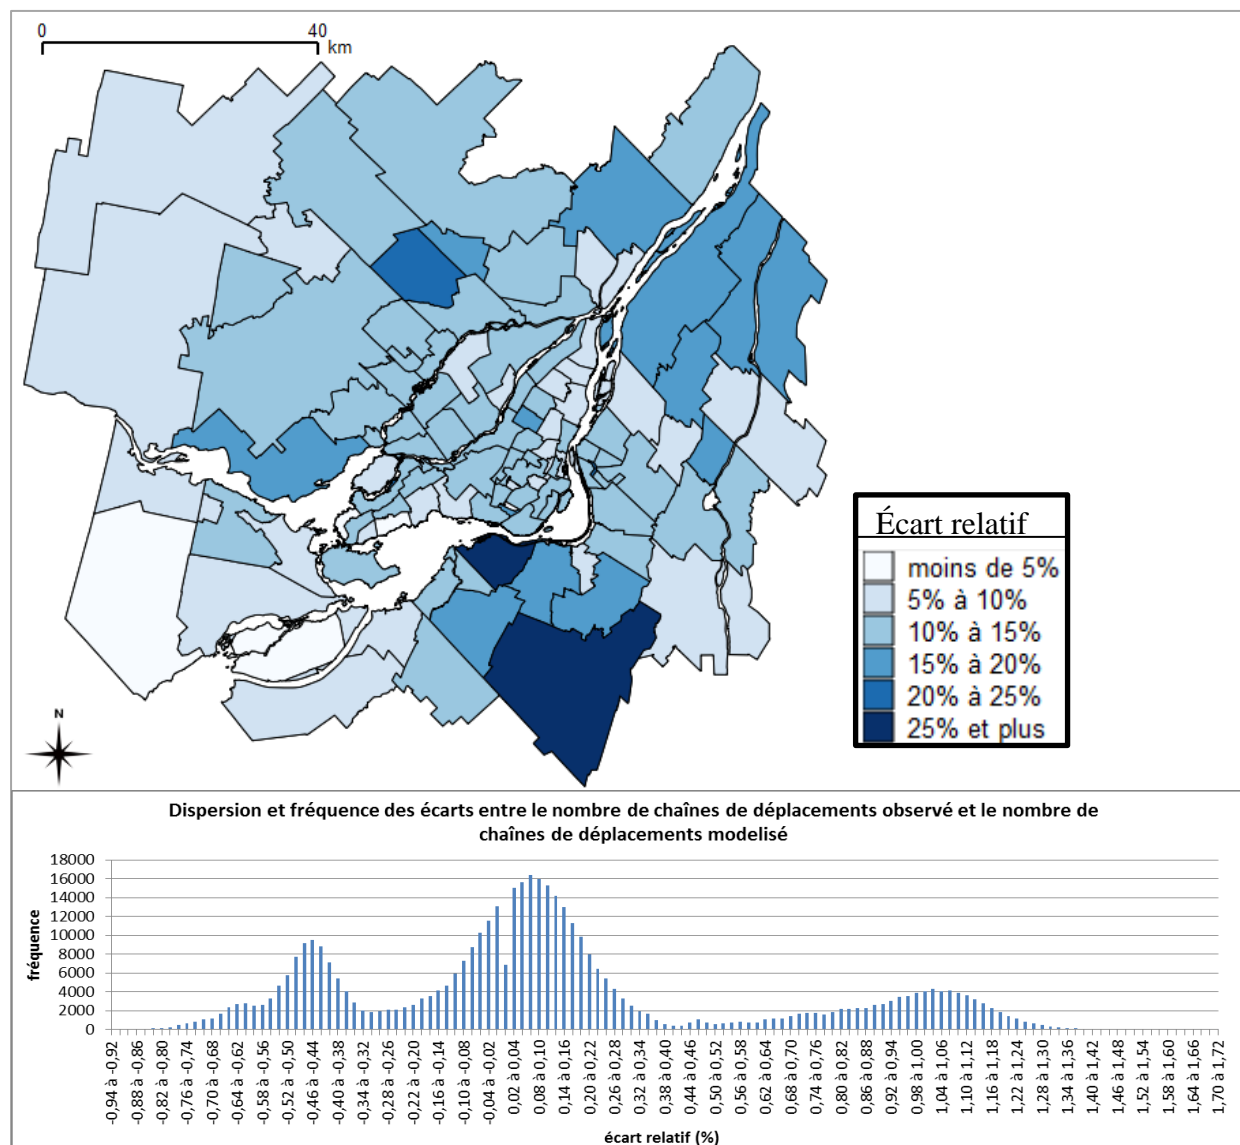 0 40
km
Écart relatif
moins de 5%
5% à 10%
10% à 15%
15% à 20%
20% à 25%
25% et plus
N
Dispersion et fréquence des écarts entre le nombre de chaînes de déplacements observé et le nombre de
chaînes de déplacements modelisé
fréquence
18000
16000
14000
12000
10000
8000
6000
4000
2000
0
-0,94 à -0,92
-0,88 à -0,86
-0,82 à -0,80
-0,76 à -0,74
-0,70 à -0,68
-0,64 à -0,62
-0,58 à -0,56
-0,52 à -0,50
-0,46 à -0,44
-0,40 à -0,38
-0,34 à -0,32
-0,28 à -0,26
-0,22 à -0,20
-0,16 à -0,14
-0,10 à -0,08
-0,04 à -0,02
0,02 à 0,04
0,08 à 0,10
0,14 à 0,16
0,20 à 0,22
0,26 à 0,28
0,32 à 0,34
0,38 à 0,40
0,44 à 0,46
0,50 à 0,52
0,56 à 0,58
0,62 à 0,64
0,68 à 0,70
0,74 à 0,76
0,80 à 0,82
0,86 à 0,88
0,92 à 0,94
0,98 à 1,00
1,04 à 1,06
1,10 à 1,12
1,16 à 1,18
1,22 à 1,24
1,28 à 1,30
1,34 à 1,36
1,40 à 1,42
1,46 à 1,48
1,52 à 1,54
1,58 à 1,60
1,64 à 1,66
1,70 à 1,72
écart relatif (%)